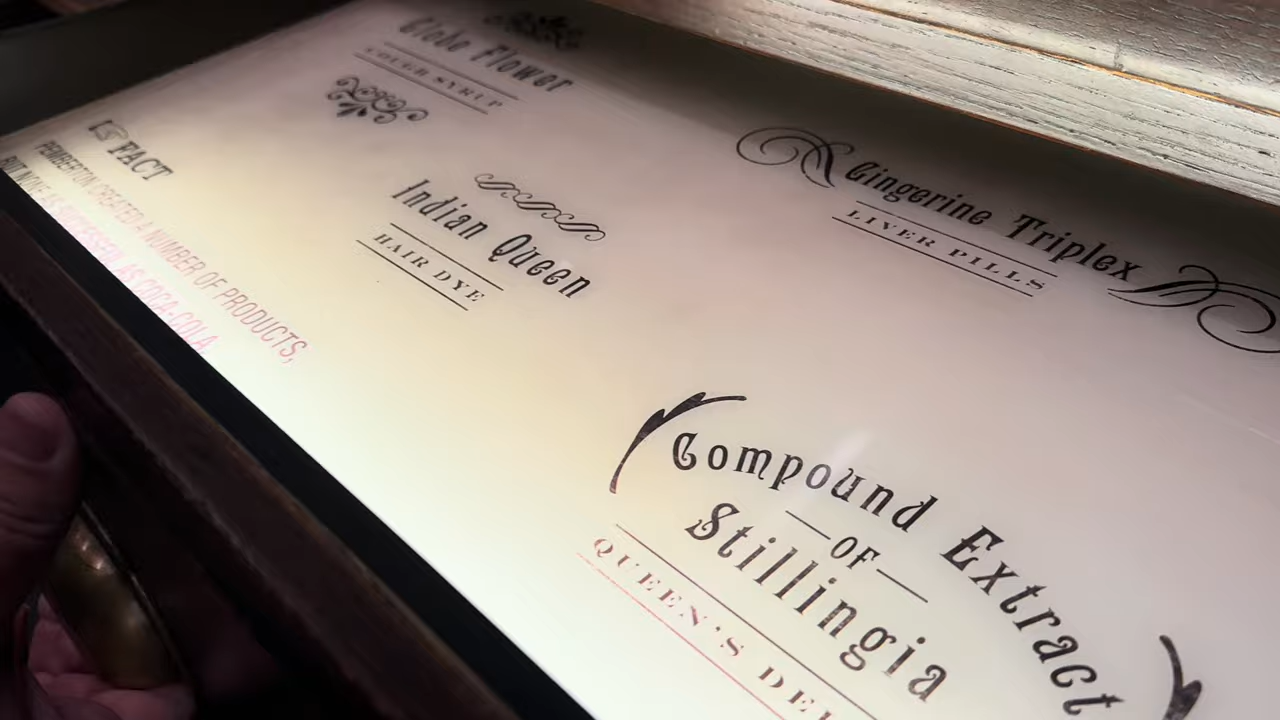 Globe Flower
COUGH SYRUP
FACT
PEMBERTON CREATED A NUMBER OF PRODUCTS,
BUT NONE AS SUCCESSFUL AS COCA-COLA.
Indian Queen
HAIR DYE
Gingerine Triplex
LIVER PILLS
Compound Extract
OF
Stillingia
QUEEN'S